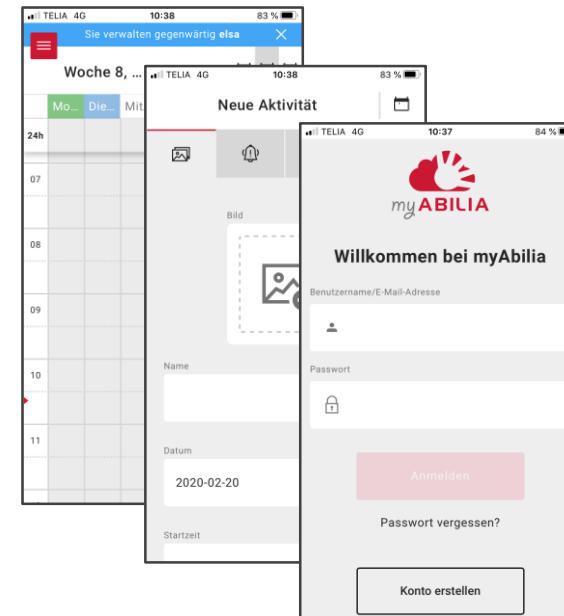 TELIA 4G 10:38 83 %
Sie verwalten gegenwärtig elsa
Woche 8, ...
Mo... Die... Mit
24h
07
08
09
10
11
TELIA 4G 10:38 83 %
Neue Aktivität
Bild
Name
Datum
2020-02-20
Startzeit
TELIA 4G 10:37 84 %
myABILIA
Willkommen bei myAbilia
Benutzername/E-Mail-Adresse
Passwort
Anmelden
Passwort vergessen?
Konto erstellen